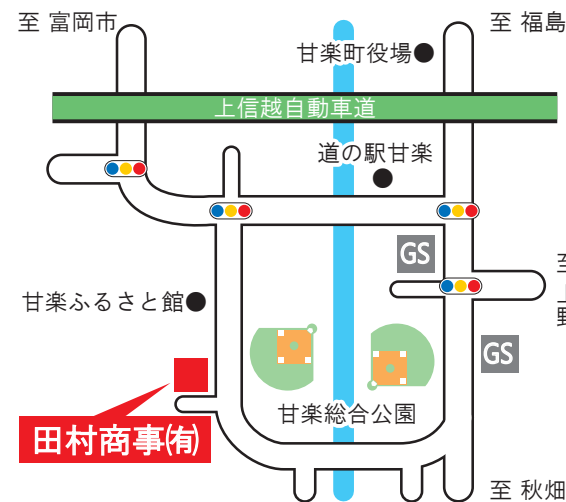 至 富岡市
至 福島
甘楽町役場
上信越自動車道
道の駅甘楽
GS
至
甘楽ふるさと館
GS
甘楽総合公園
田村商事㈲
至 秋畑